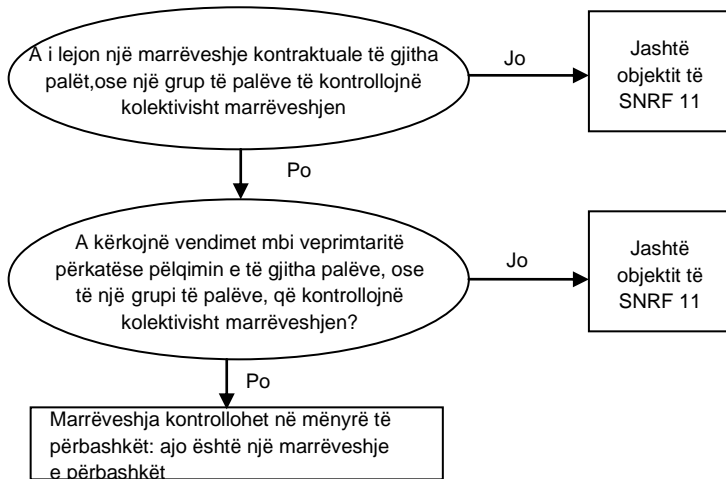 A i lejon një marrëveshje kontraktuale të gjitha
palët,ose një grup të palëve të kontrollojnë
kolektivisht marrëveshjen
Jo
Jashtë
objektit të
SNRF 11
Po
A kërkojnë vendimet mbi veprimtaritë
përkatëse pëlqimin e të gjitha palëve, ose
të një grupi të palëve, që kontrollojnë
kolektivisht marrëveshjen?
Jo
Jashtë
objektit të
SNRF 11
Po
Marrëveshja kontrollohet në mënyrë të
përbashkët: ajo është një marrëveshje
e përbashkët